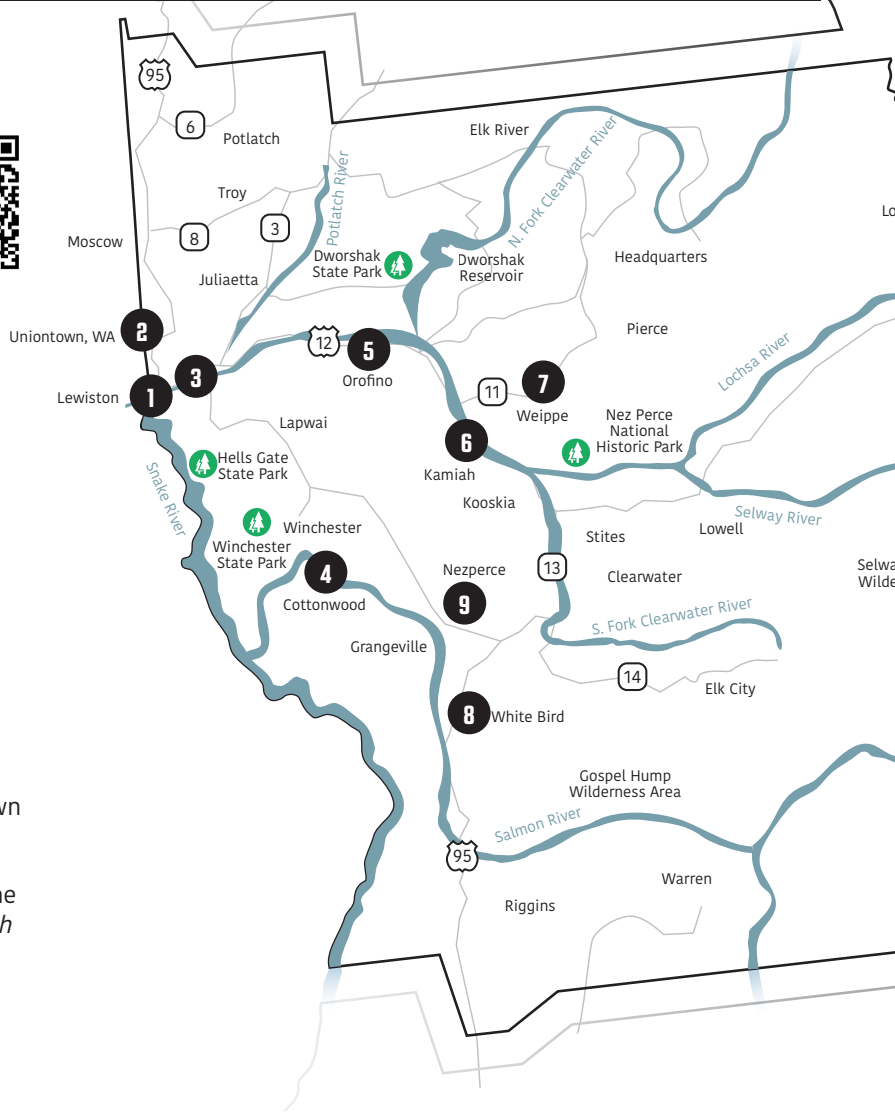 95
6
Potlatch
Elk River
Troy
Potlatch River
N. Fork Clearwater River
3
8
Moscow
Dworshak
State Park
Dworshak
Reservoir
Headquarters
Juliaetta
2
Uniontown, WA
12
5
Pierce
Orofino
Lochsa River
3
1
Lewiston
11
7
Weippe
Nez Perce
National
Historic Park
Lapwai
6
Kamiah
Hells Gate
State Park
Snake River
Kooskia
Selway River
Winchester
Winchester
State Park
Stites
Lowell
4
Cottonwood
Nezperce
9
13
Clearwater
S. Fork Clearwater River
Grangeville
14
Elk City
8
White Bird
Gospel Hump
Wilderness Area
Salmon River
95
Warren
Riggins
wn
h